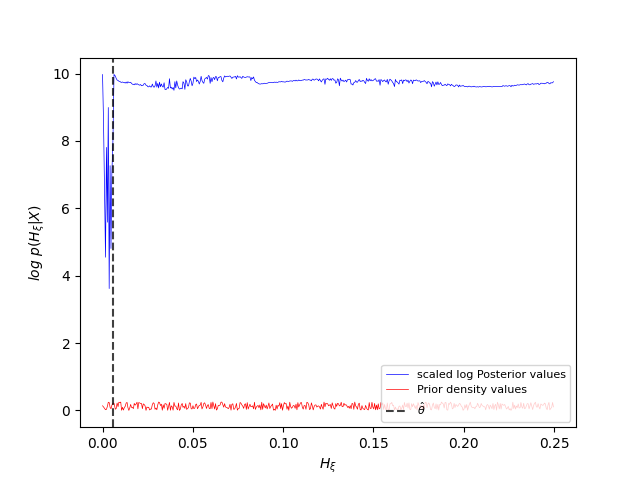 10
8
6
4
2
0
log p(H_ξ|X)
scaled log Posterior values
Prior density values
θ̂
0.00 0.05 0.10 0.15 0.20 0.25
H_ξ